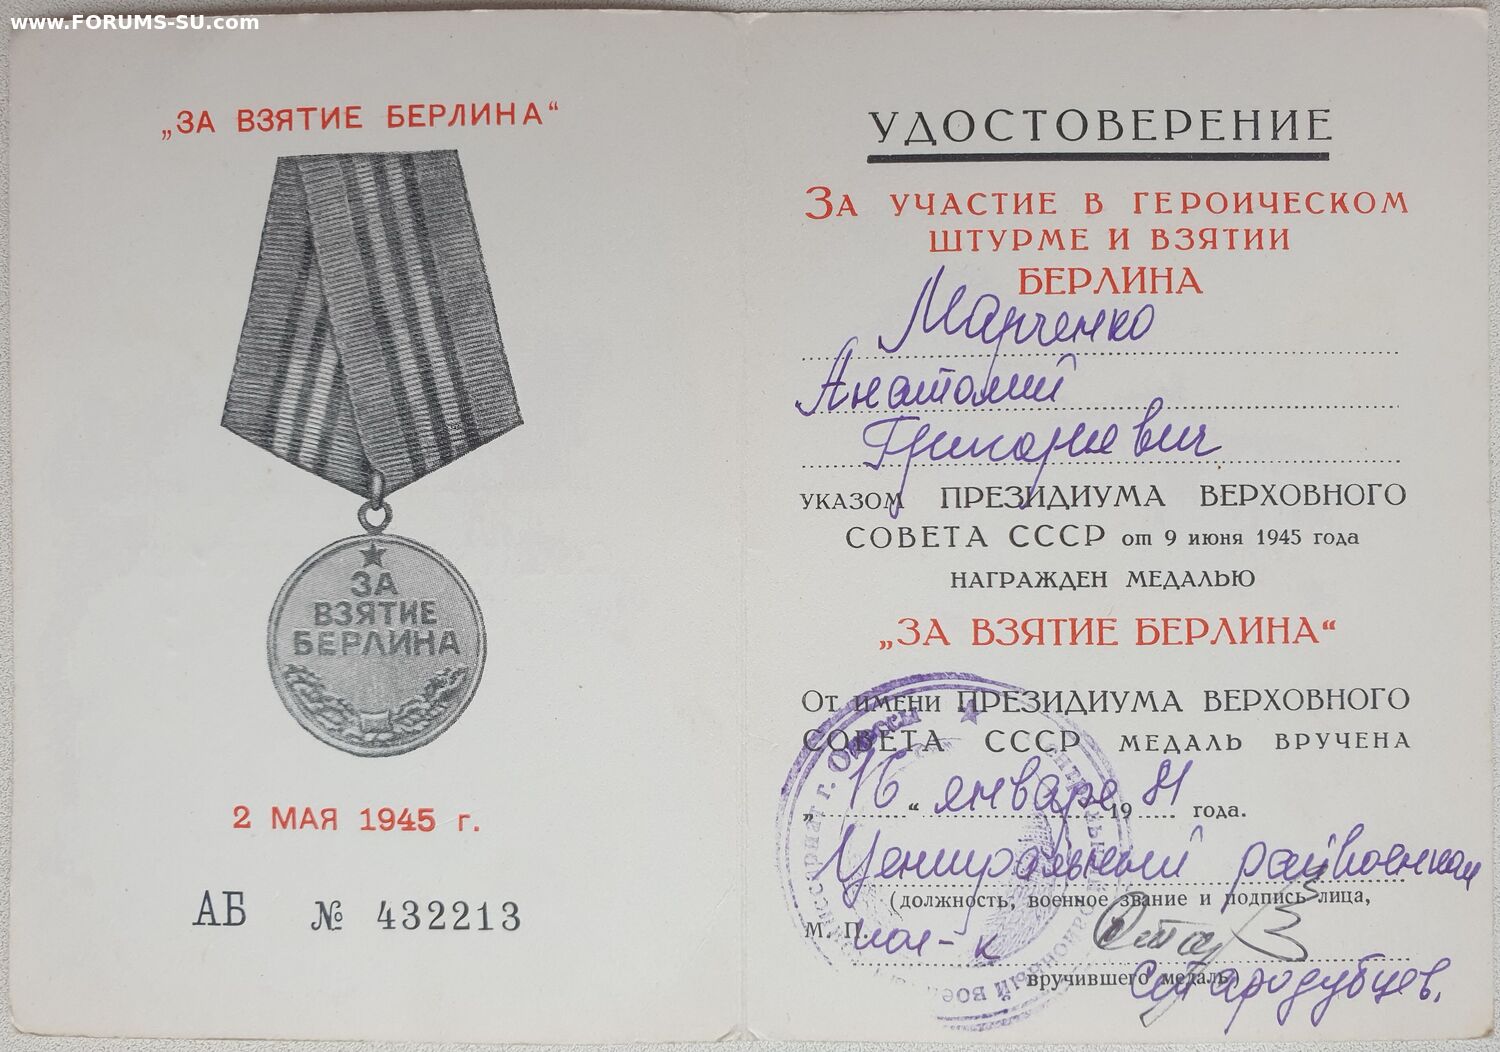 www.FORUMS-SU.com
„ЗА ВЗЯТИЕ БЕРЛИНА“
ЗА
ВЗЯТИЕ
БЕРЛИНА
2 МАЯ 1945 г.
АБ № 432213
УДОСТОВЕРЕНИЕ
ЗА УЧАСТИЕ В ГЕРОИЧЕСКОМ
ШТУРМЕ И ВЗЯТИИ
БЕРЛИНА
Марченко
Анатолий
Григорьевич
УКАЗОМ ПРЕЗИДИУМА ВЕРХОВНОГО
СОВЕТА СССР от 9 июня 1945 года
НАГРАЖДЕН МЕДАЛЬЮ
„ЗА ВЗЯТИЕ БЕРЛИНА“
ОТ ИМЕНИ ПРЕЗИДИУМА ВЕРХОВНОГО
СОВЕТА СССР МЕДАЛЬ ВРУЧЕНА
„16“ января 1981 года.
Центральный райвоенком
(должность, военное звание и подпись лица,
М. П. пол-к
вручившего медаль)
Стародубцев.
г. Одессы